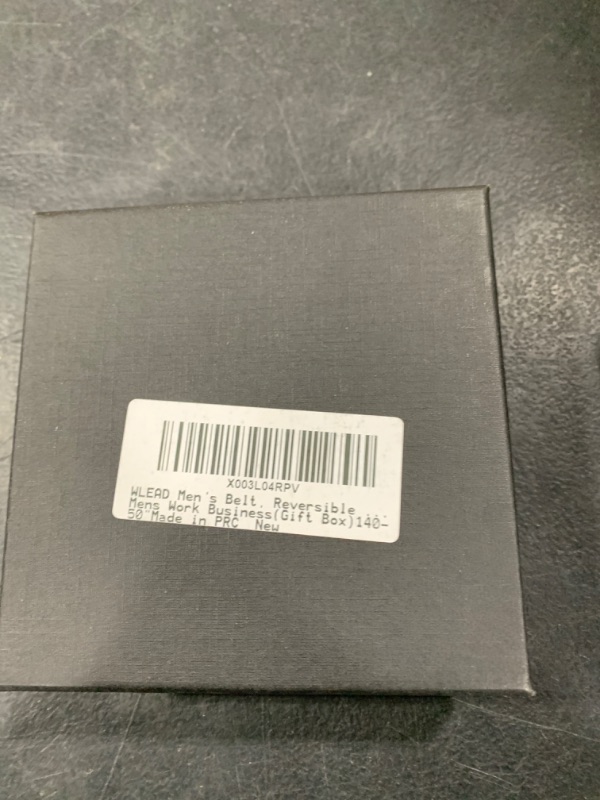 X003L04RPV
WLEAD Men's Belt, Reversible ...
Mens Work Business(Gift Box)140-
50"Made in PRC New